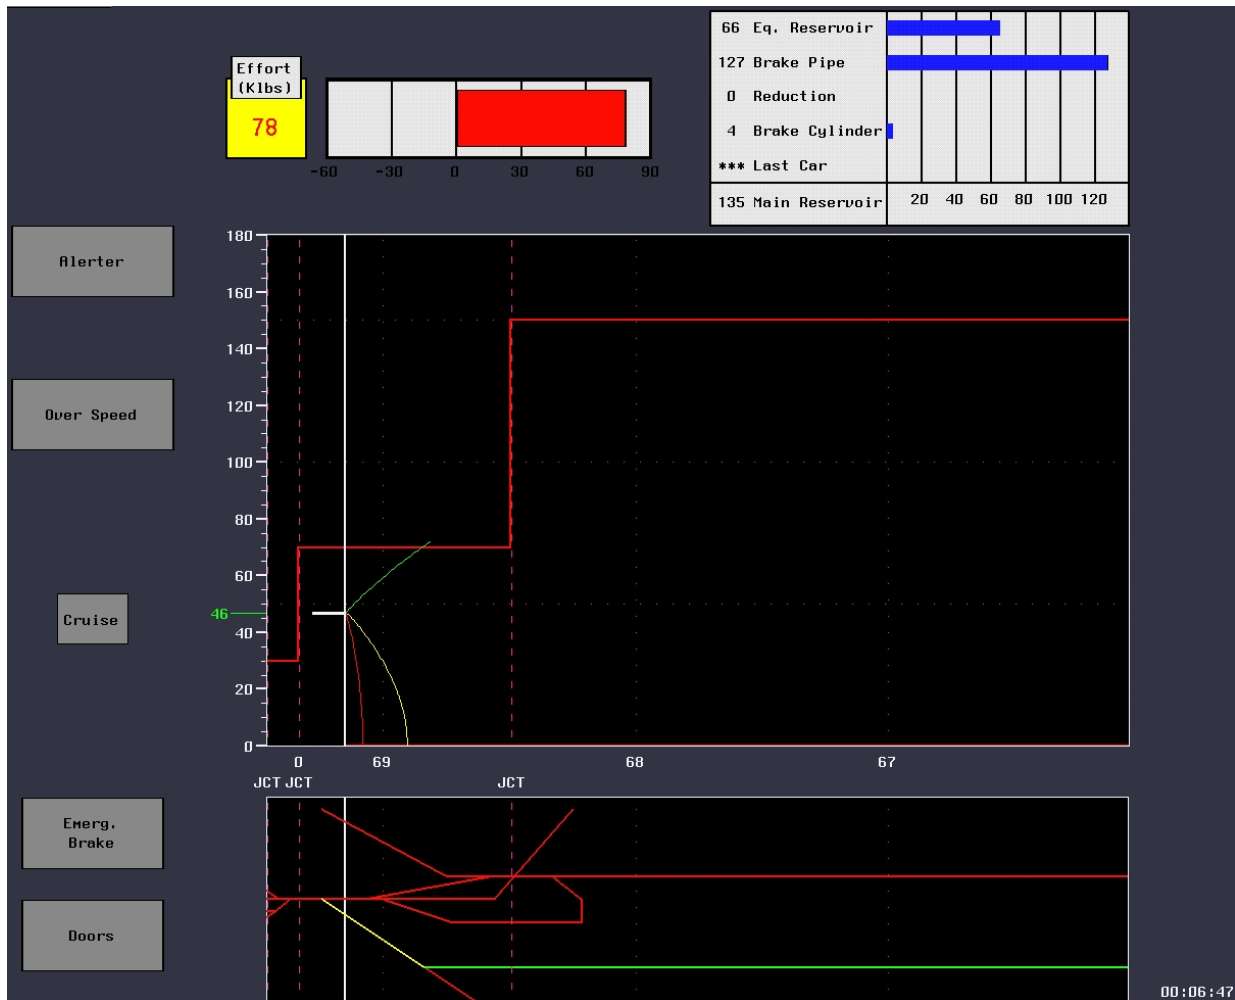 66 Eq. Reservoir
127 Brake Pipe
0 Reduction
4 Brake Cylinder
*** Last Car
135 Main Reservoir 20 40 60 80 100 120
Effort
(Klbs)
78
-60 -30 0 30 60 90
Alerter
Over Speed
Cruise
180
160
140
120
100
80
60
46
40
20
0
0 69 68 67
JCT JCT JCT
Emerg.
Brake
Doors
00:06:47